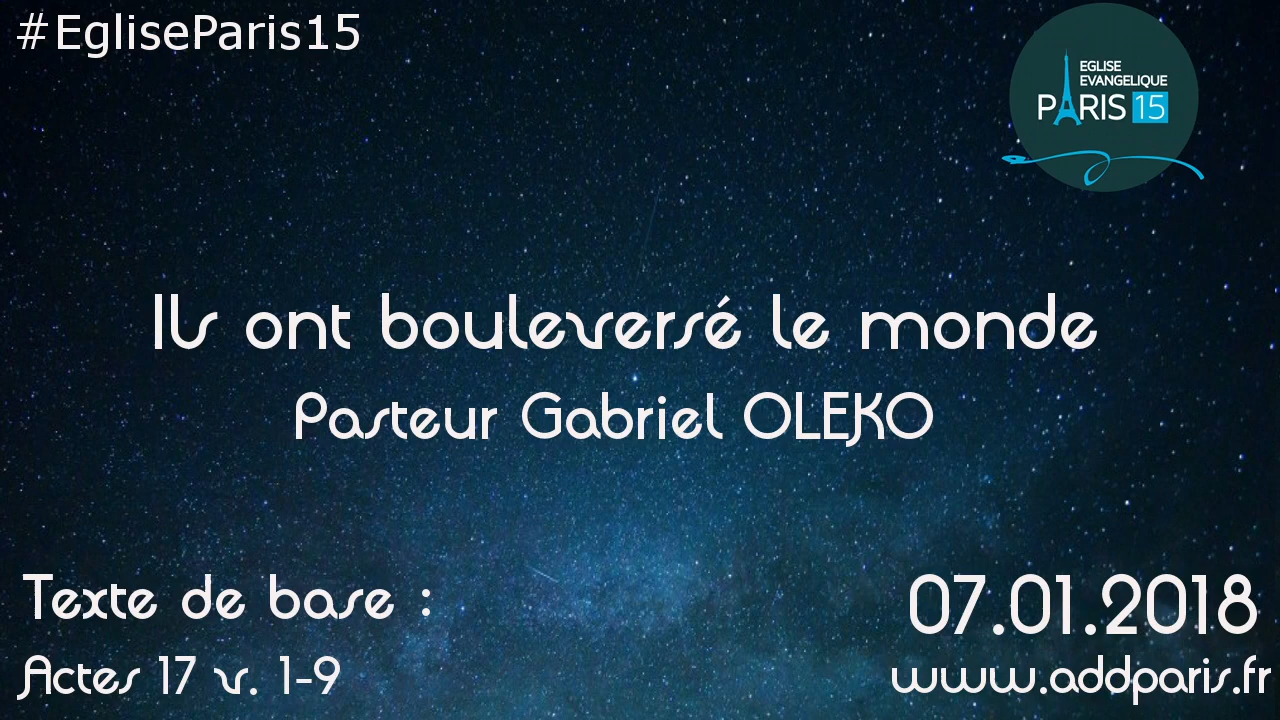 #EgliseParis15
EGLISE
EVANGELIQUE
PARIS 15
Ils ont bouleversé le monde
Pasteur Gabriel OLEKO
Texte de base :
Actes 17 v. 1-9
07.01.2018
www.addparis.fr